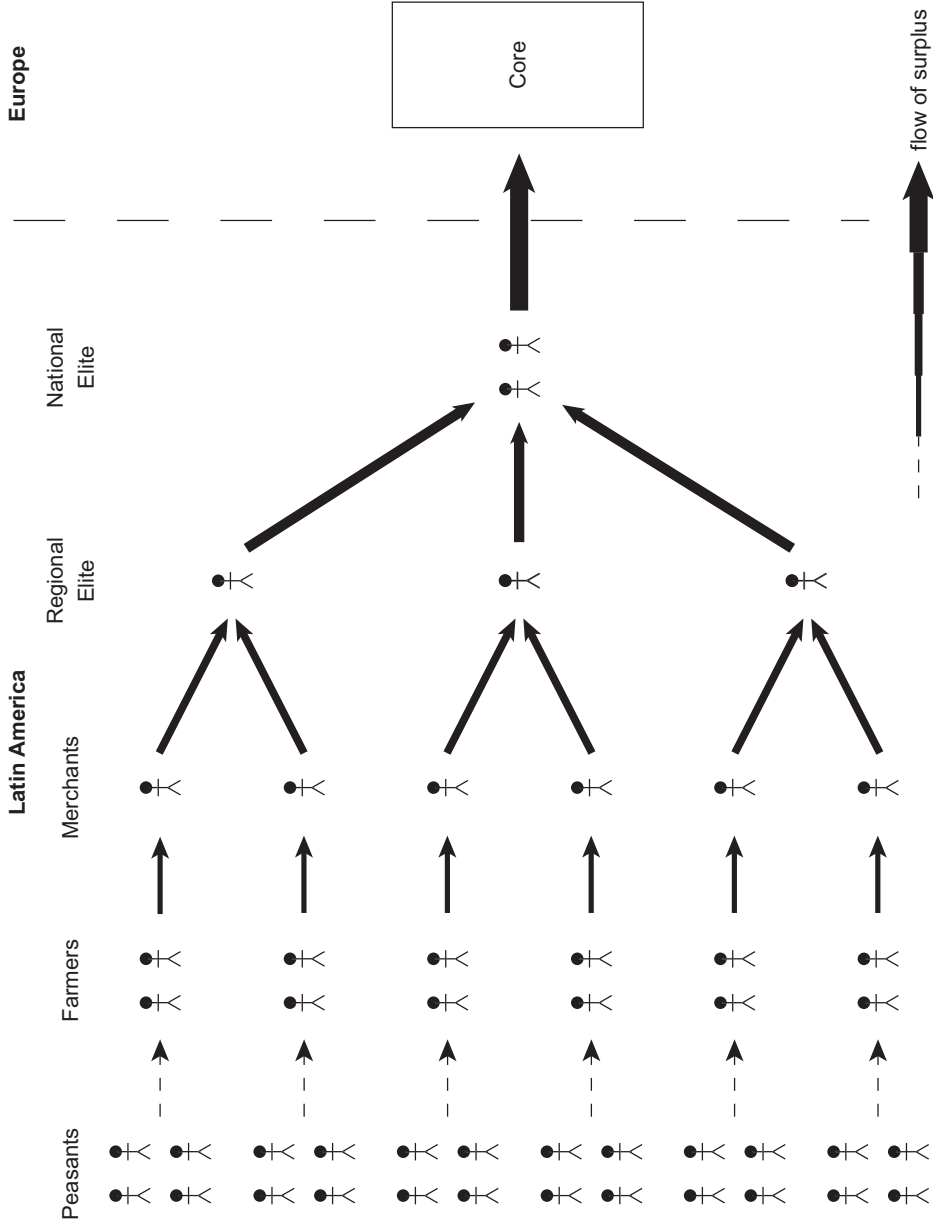 Latin America
Europe
Peasants
Farmers
Merchants
Regional
Elite
National
Elite
Core
flow of surplus